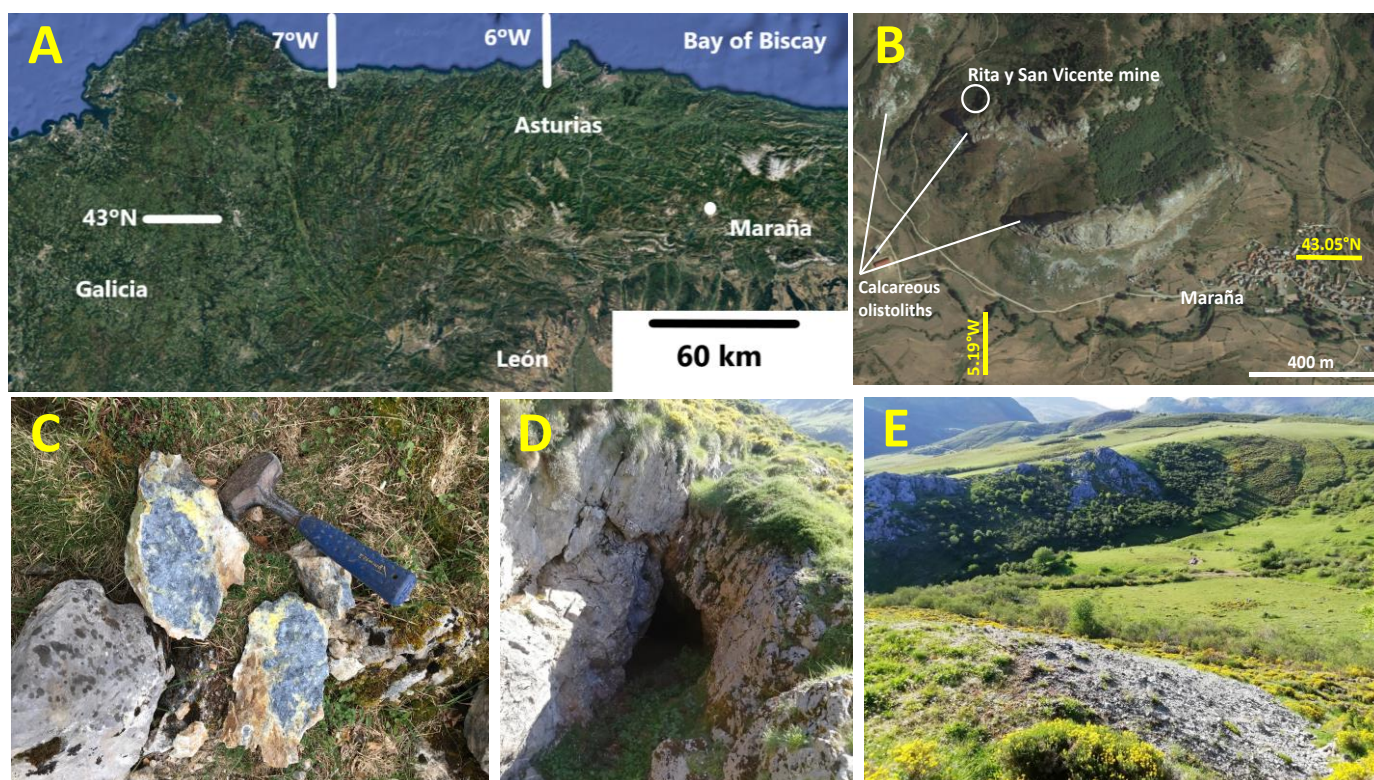 A
7°W
6°W
Bay of Biscay
Asturias
43°N
Maraña
Galicia
León
60 km
B
Rita y San Vicente mine
43.05°N
Calcareous
olistoliths
Maraña
5.19°W
400 m
C
D
E